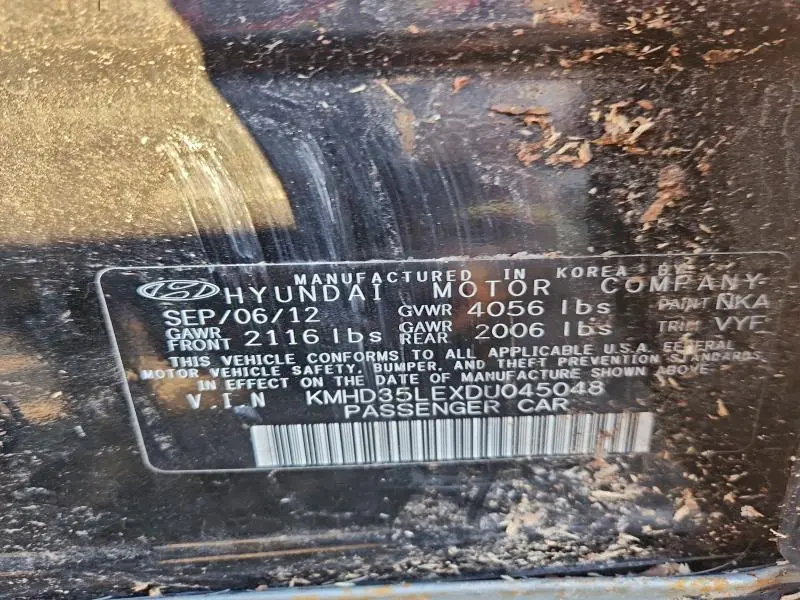 MANUFACTURED IN KOREA BY
HYUNDAI MOTOR COMPANY
SEP/06/12 GVWR 4056 lbs PAINT NKA
GAWR FRONT 2116 lbs GAWR REAR 2006 lbs TRIM VYF
THIS VEHICLE CONFORMS TO ALL APPLICABLE U.S.A. FEDERAL
MOTOR VEHICLE SAFETY, BUMPER, AND THEFT PREVENTION STANDARDS
IN EFFECT ON THE DATE OF MANUFACTURE SHOWN ABOVE
V.I.N KMHD35LEXDU045048
PASSENGER CAR